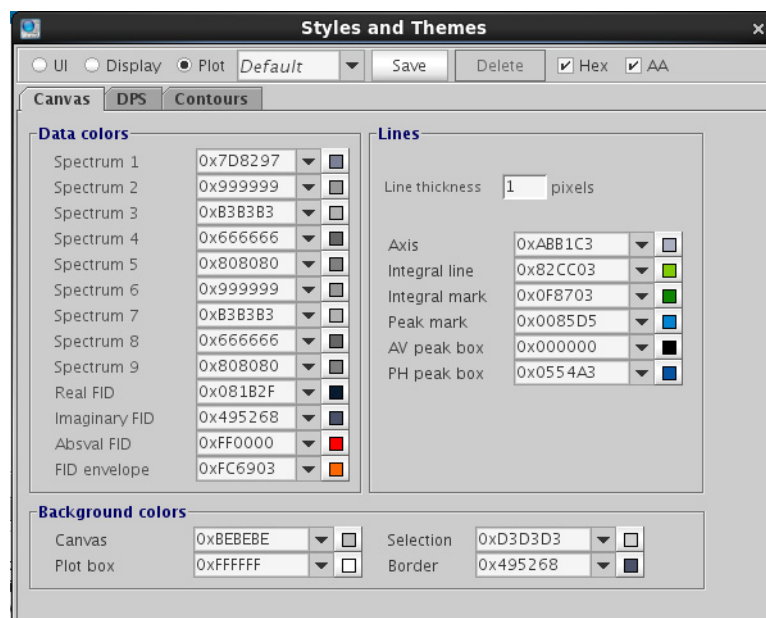 Styles and Themes
UI Display Plot Default Save Delete Hex AA
Canvas DPS Contours
Data colors
Spectrum 1 0x7D8297
Spectrum 2 0x999999
Spectrum 3 0xB3B3B3
Spectrum 4 0x666666
Spectrum 5 0x808080
Spectrum 6 0x999999
Spectrum 7 0xB3B3B3
Spectrum 8 0x666666
Spectrum 9 0x808080
Real FID 0x081B2F
Imaginary FID 0x495268
Absval FID 0xFF0000
FID envelope 0xFC6903
Lines
Line thickness 1 pixels
Axis 0xABB1C3
Integral line 0x82CC03
Integral mark 0x0F8703
Peak mark 0x0085D5
AV peak box 0x000000
PH peak box 0x0554A3
Background colors
Canvas 0xBEBEBE Selection 0xD3D3D3
Plot box 0xFFFFFF Border 0x495268